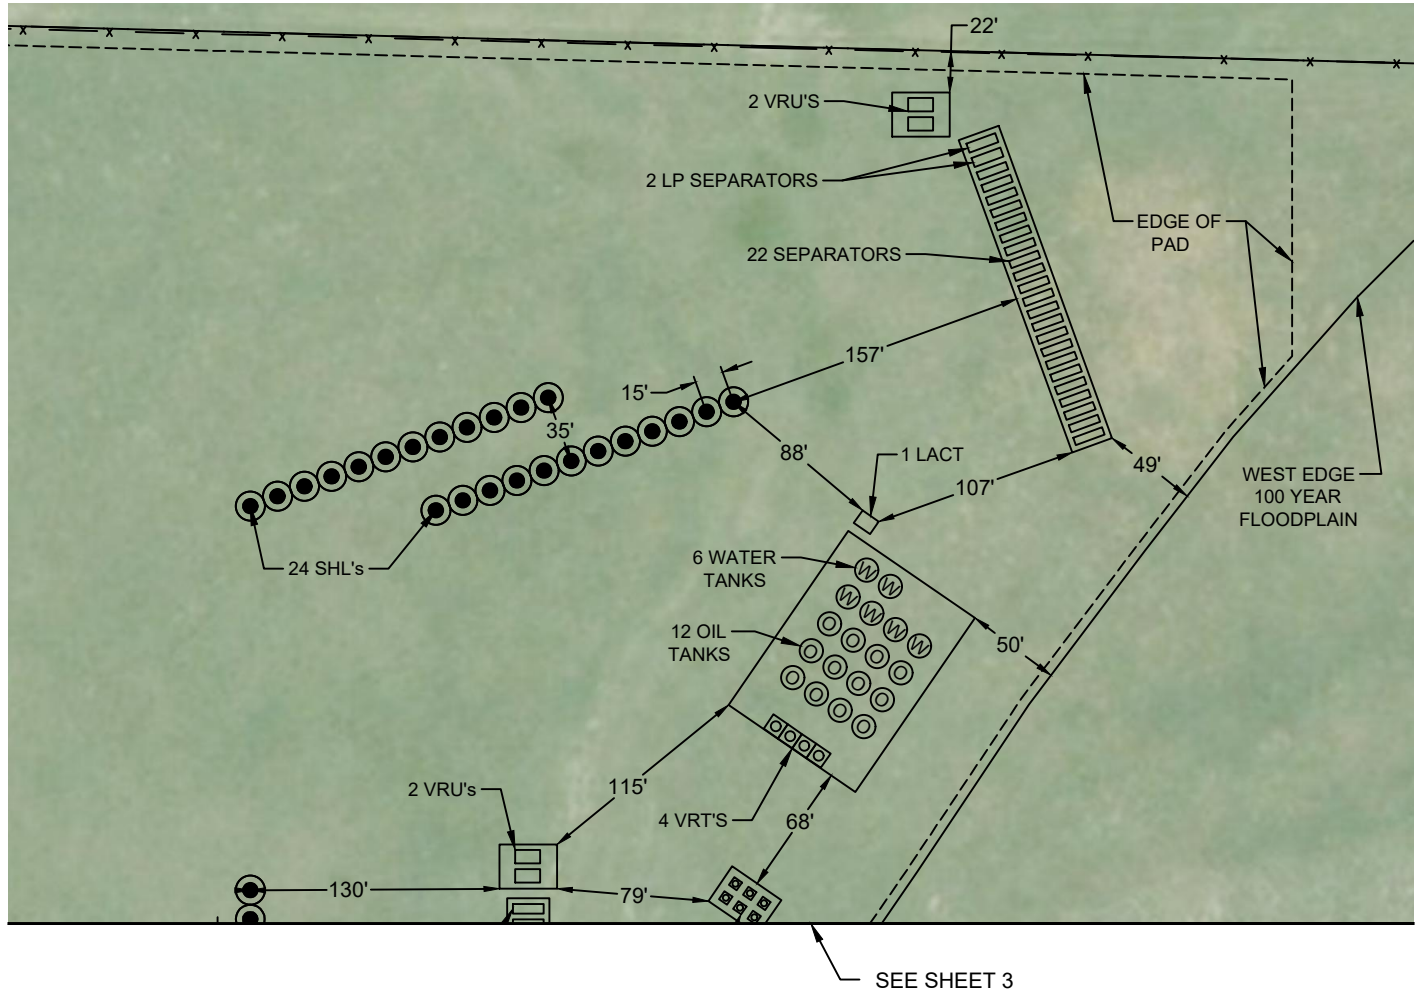 22'
2 VRU'S
2 LP SEPARATORS
EDGE OF
PAD
22 SEPARATORS
157'
15'
35'
88'
1 LACT
49'
107'
WEST EDGE
100 YEAR
FLOODPLAIN
24 SHL's
6 WATER
TANKS
W W
W W W W
12 OIL
TANKS
O O O O
O O O O
O O O O
50'
115'
2 VRU's
4 VRT'S
68'
130'
79'
SEE SHEET 3